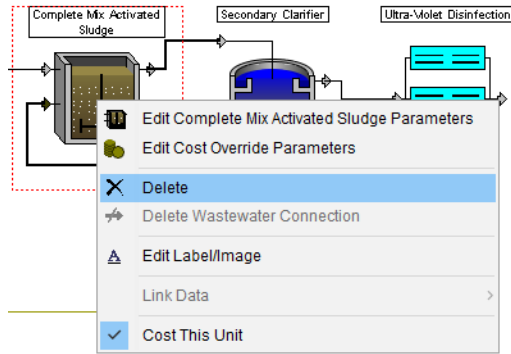 Complete Mix Activated
Sludge
Secondary Clarifier
Ultra-Violet Disinfection
Edit Complete Mix Activated Sludge Parameters
Edit Cost Override Parameters
Delete
Delete Wastewater Connection
A
Edit Label/Image
Link Data
Cost This Unit